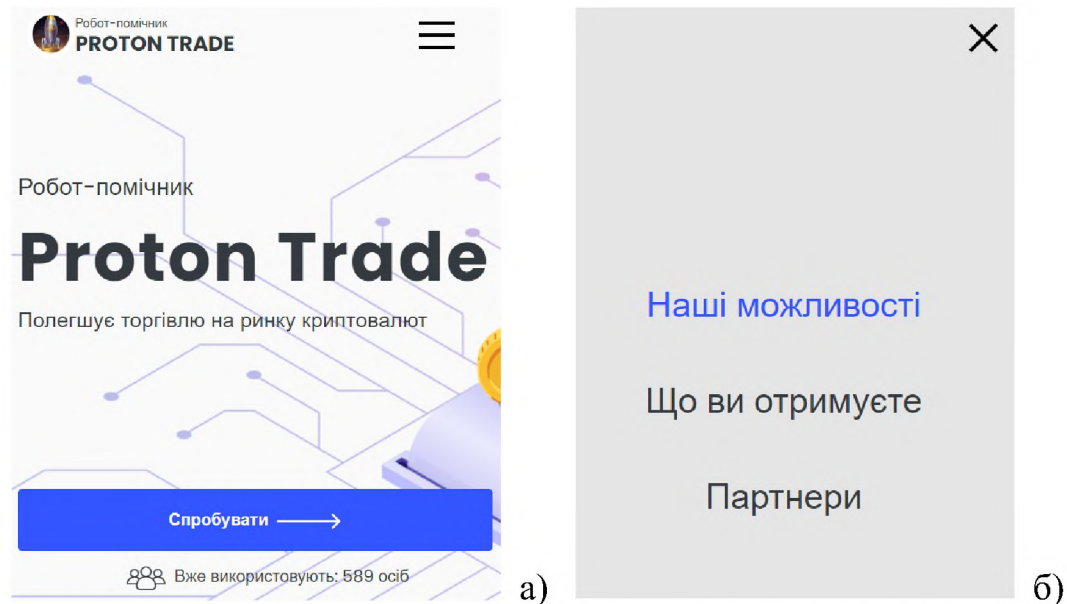 Робот-помічник
PROTON TRADE
Робот-помічник
Proton Trade
Полегшує торгівлю на ринку криптовалют
Спробувати
Вже використовують: 589 осіб
а)
Наші можливості
Що ви отримуєте
Партнери
б)